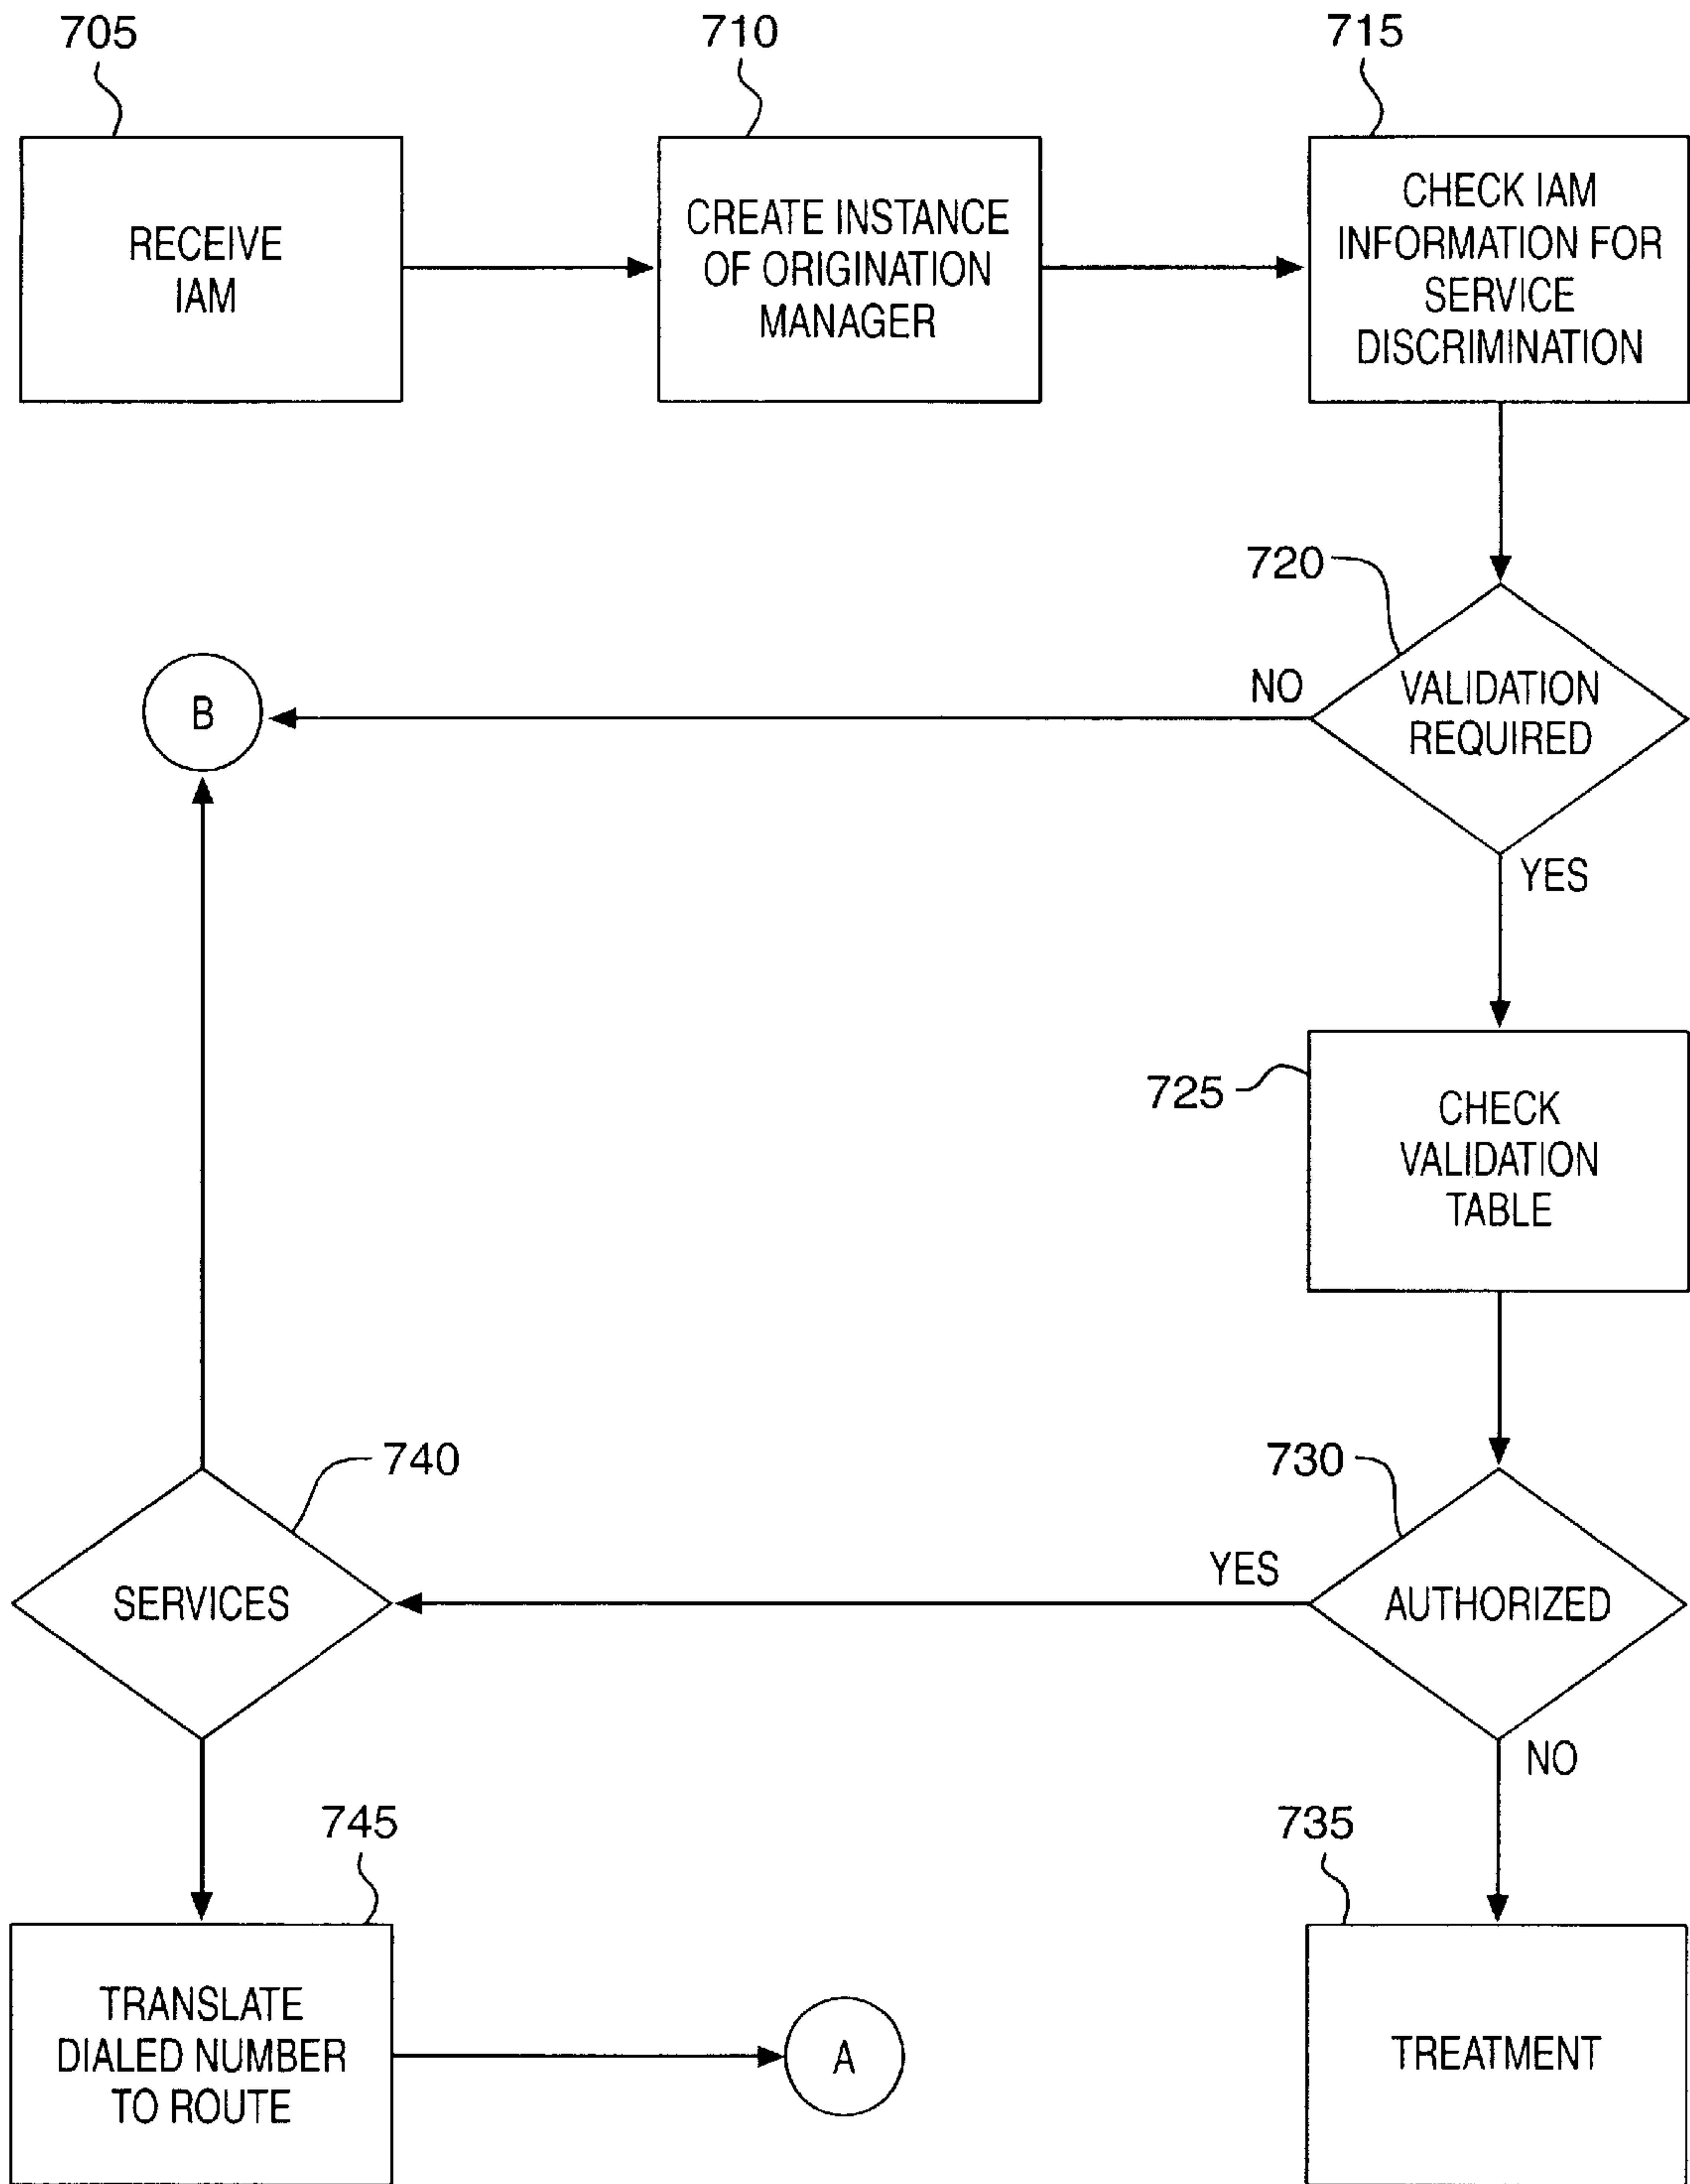 705
710
715
RECEIVE
IAM
CREATE INSTANCE
OF ORIGINATION
MANAGER
CHECK IAM
INFORMATION FOR
SERVICE
DISCRIMINATION
720
B
NO
VALIDATION
REQUIRED
YES
725
CHECK
VALIDATION
TABLE
740
730
SERVICES
YES
AUTHORIZED
NO
745
735
TRANSLATE
DIALED NUMBER
TO ROUTE
A
TREATMENT